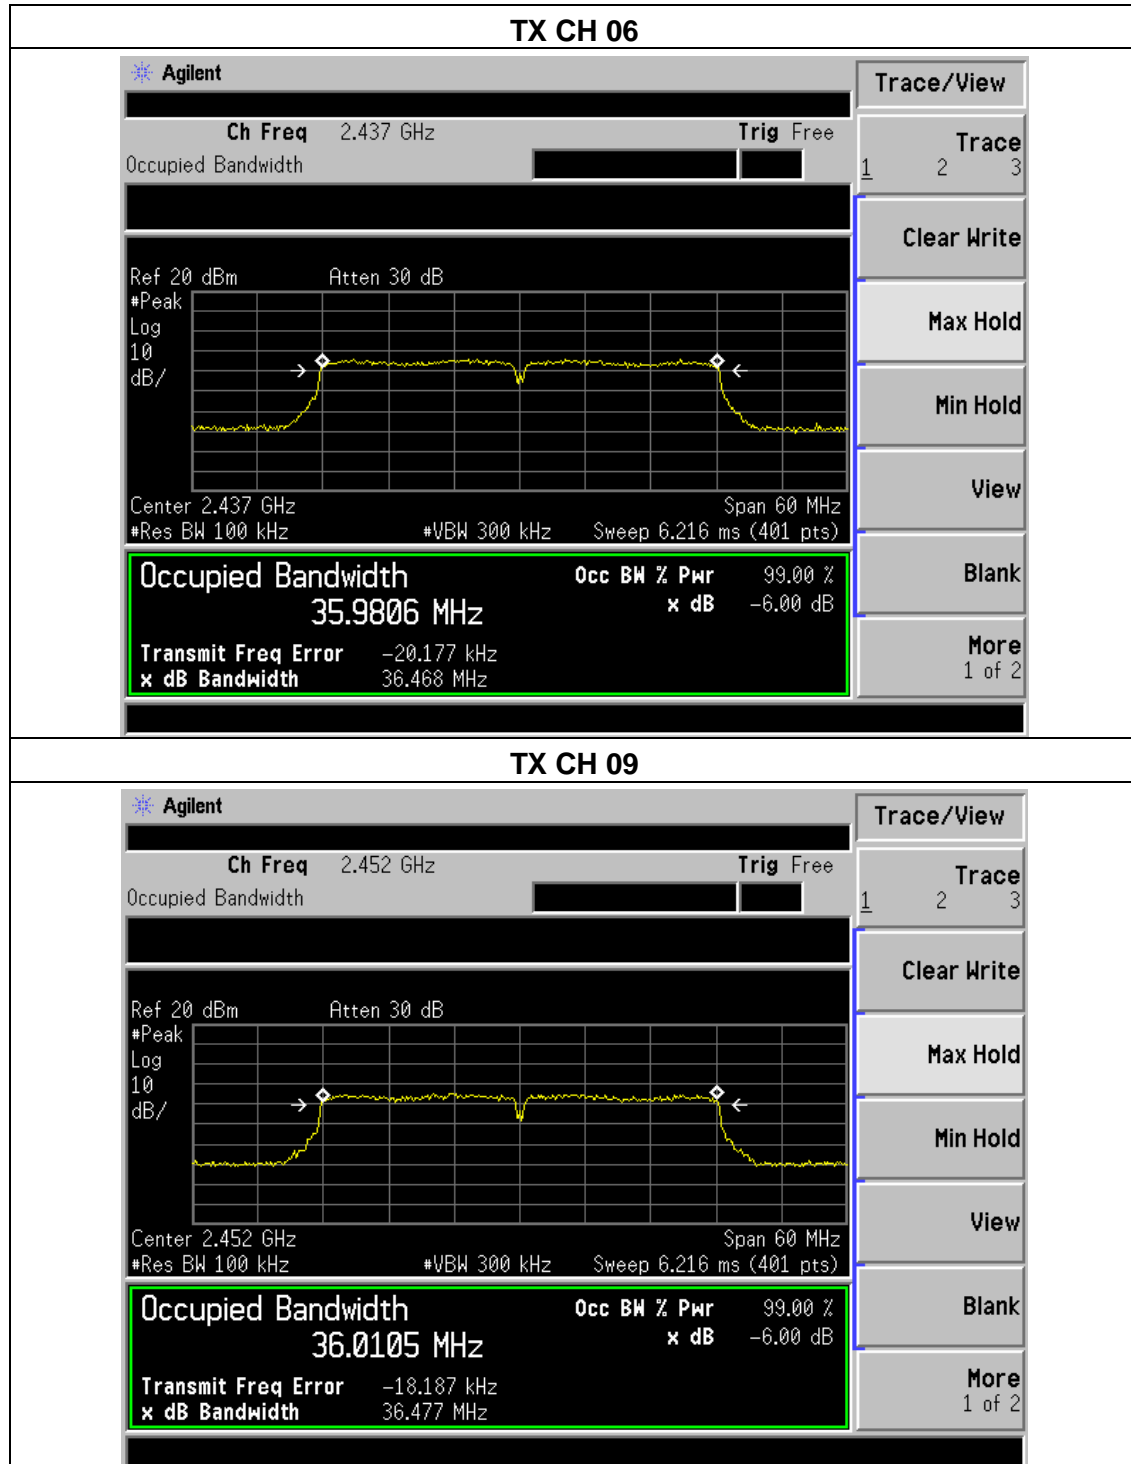 TX CH 06
Agilent
Trace/View
Ch Freq 2.437 GHz Trig Free
Occupied Bandwidth
Trace
1 2 3
Clear Write
Ref 20 dBm Atten 30 dB
#Peak
Log
10
dB/
Max Hold
Min Hold
View
Center 2.437 GHz Span 60 MHz
#Res BW 100 kHz #VBW 300 kHz Sweep 6.216 ms (401 pts)
Occupied Bandwidth Occ BW % Pwr 99.00 %
35.9806 MHz x dB -6.00 dB
Blank
Transmit Freq Error -20.177 kHz
x dB Bandwidth 36.468 MHz
More
1 of 2
TX CH 09
Agilent
Trace/View
Ch Freq 2.452 GHz Trig Free
Occupied Bandwidth
Trace
1 2 3
Clear Write
Ref 20 dBm Atten 30 dB
#Peak
Log
10
dB/
Max Hold
Min Hold
View
Center 2.452 GHz Span 60 MHz
#Res BW 100 kHz #VBW 300 kHz Sweep 6.216 ms (401 pts)
Occupied Bandwidth Occ BW % Pwr 99.00 %
36.0105 MHz x dB -6.00 dB
Blank
Transmit Freq Error -18.187 kHz
x dB Bandwidth 36.477 MHz
More
1 of 2